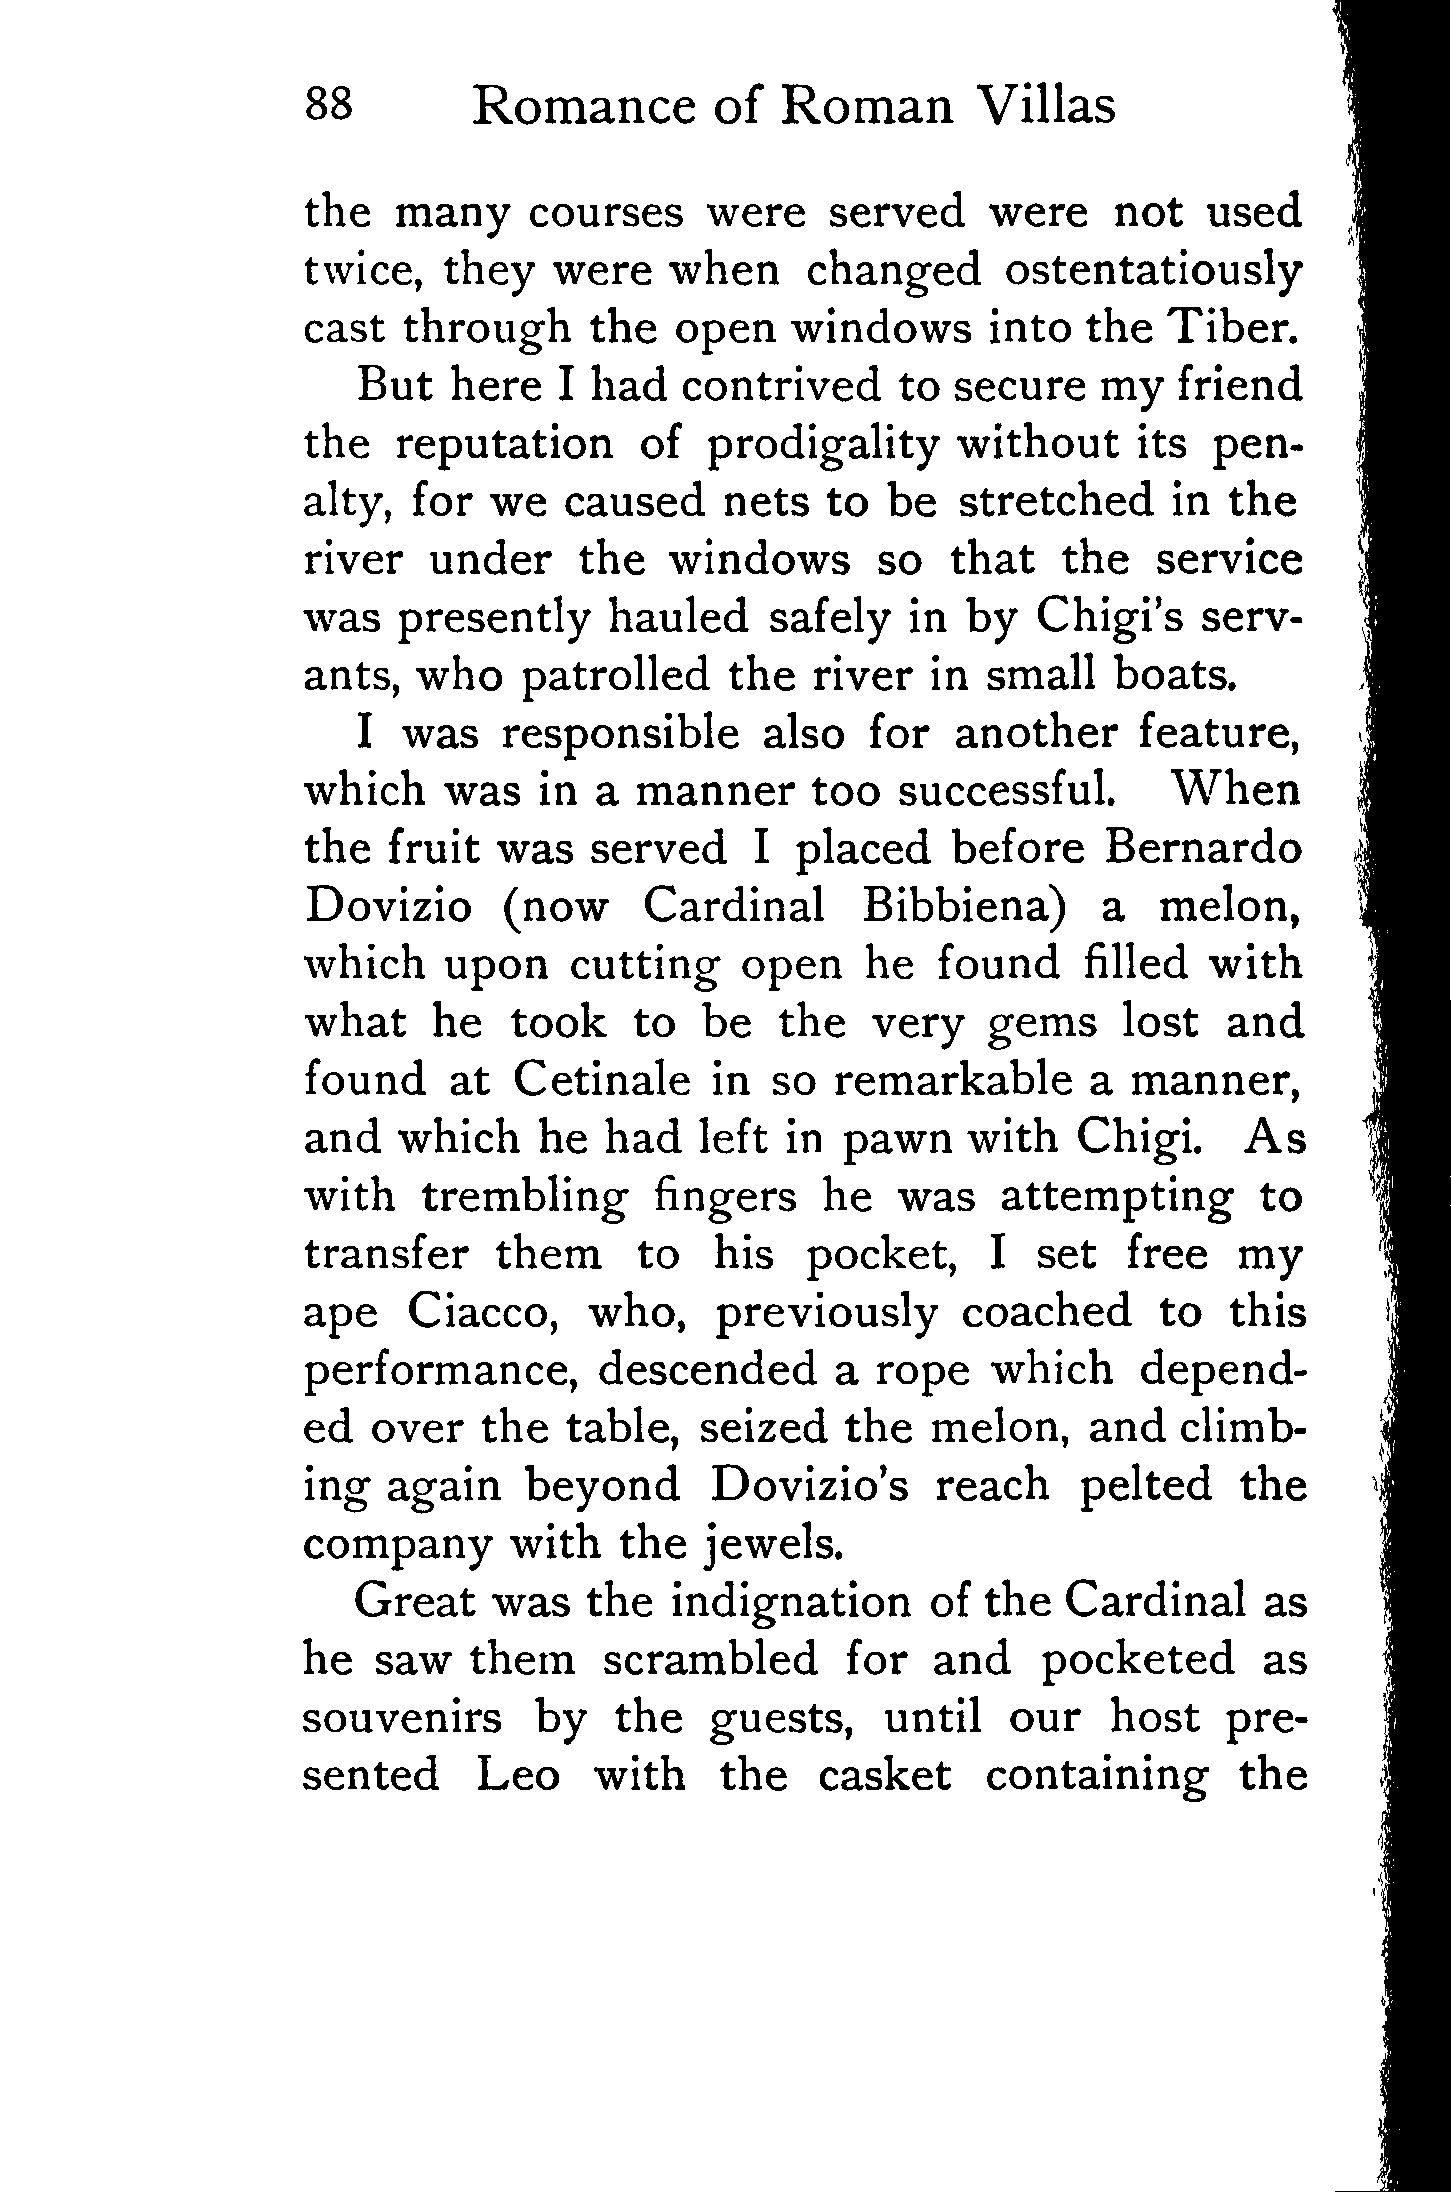 88 Romance of Roman Villas
the many courses were served were not used
twice, they were when changed ostentatiously
cast through the open windows into the Tiber.
But here I had contrived to secure my friend
the reputation of prodigality without its pen-
alty, for we caused nets to be stretched in the
river under the windows so that the service
was presently hauled safely in by Chigi's serv-
ants, who patrolled the river in small boats.
I was responsible also for another feature,
which was in a manner too successful. When
the fruit was served I placed before Bernardo
Dovizio (now Cardinal Bibbiena) a melon,
which upon cutting open he found filled with
what he took to be the very gems lost and
found at Cetinale in so remarkable a manner,
and which he had left in pawn with Chigi. As
with trembling fingers he was attempting to
transfer them to his pocket, I set free my
ape Ciacco, who, previously coached to this
performance, descended a rope which depend-
ed over the table, seized the melon, and climb-
ing again beyond Dovizio's reach pelted the
company with the jewels.
Great was the indignation of the Cardinal as
he saw them scrambled for and pocketed as
souvenirs by the guests, until our host pre-
sented Leo with the casket containing the